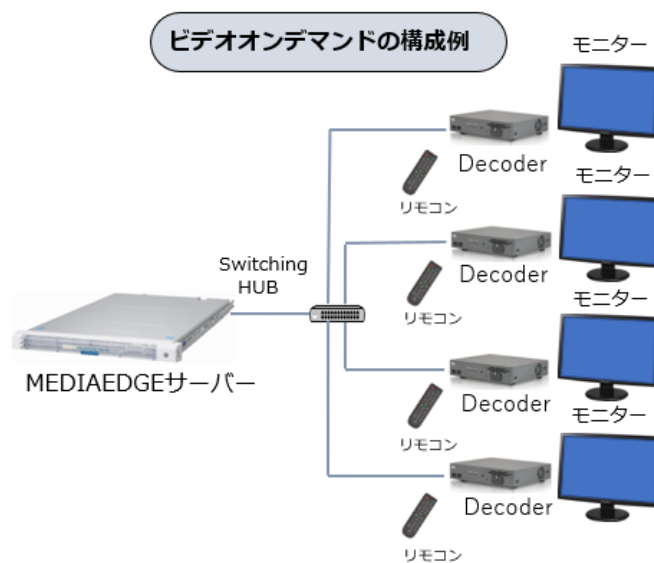 ビデオオンデマンドの構成例
モニター
Decoder
リモコン
モニター
Switching
HUB
Decoder
リモコン
モニター
MEDIAEDGEサーバー
Decoder
リモコン
モニター
Decoder
リモコン